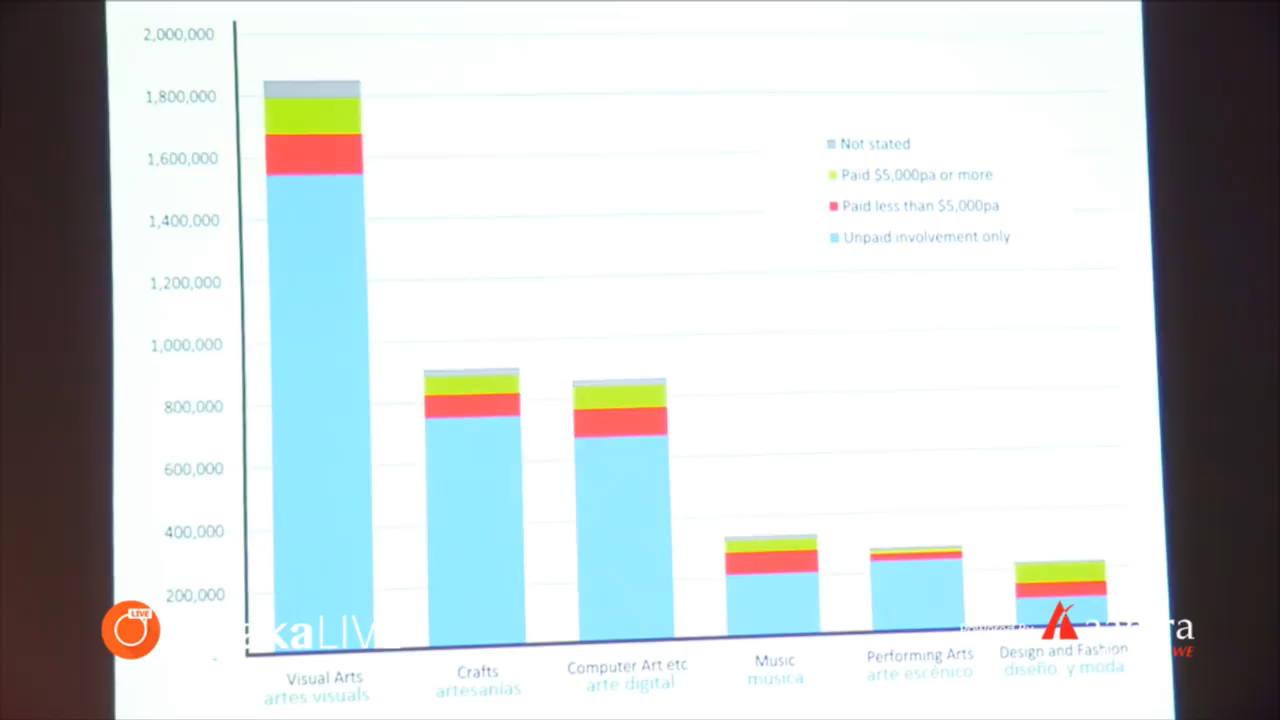 2,000,000
1,800,000
1,600,000
1,400,000
1,200,000
1,000,000
800,000
600,000
400,000
200,000
-
Not stated
Paid $5,000pa or more
Paid less than $5,000pa
Unpaid involvement only
Visual Arts
artes visuals
Crafts
artesanías
Computer Art etc
arte digital
Music
música
Performing Arts
arte escénico
Design and Fashion
diseño y moda
LIVE